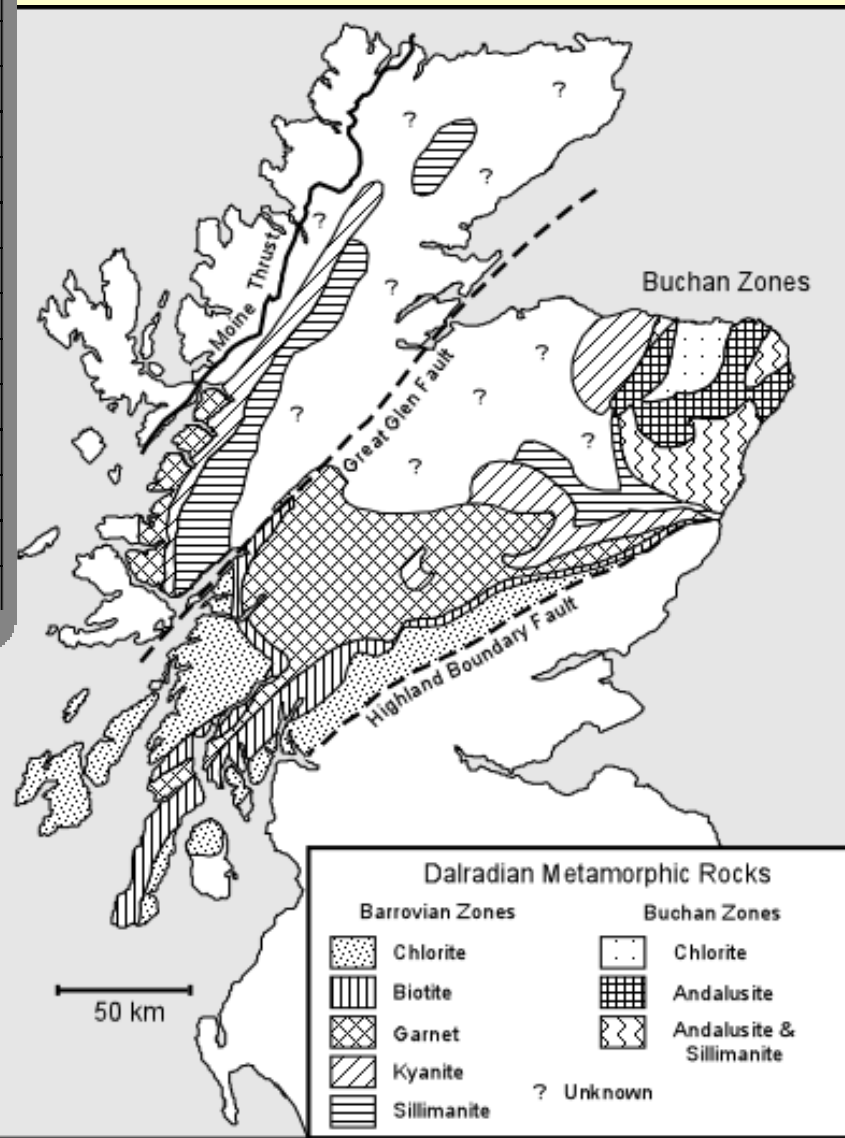 ?
?
?
?
Moine Thrust
?
Buchan Zones
?
?
Great Glen Fault
?
?
?
Highland Boundary Fault
50 km
Dalradian Metamorphic Rocks
Barrovian Zones
Chlorite
Biotite
Garnet
Kyanite
Sillimanite
Buchan Zones
Chlorite
Andalusite
Andalusite &
Sillimanite
? Unknown